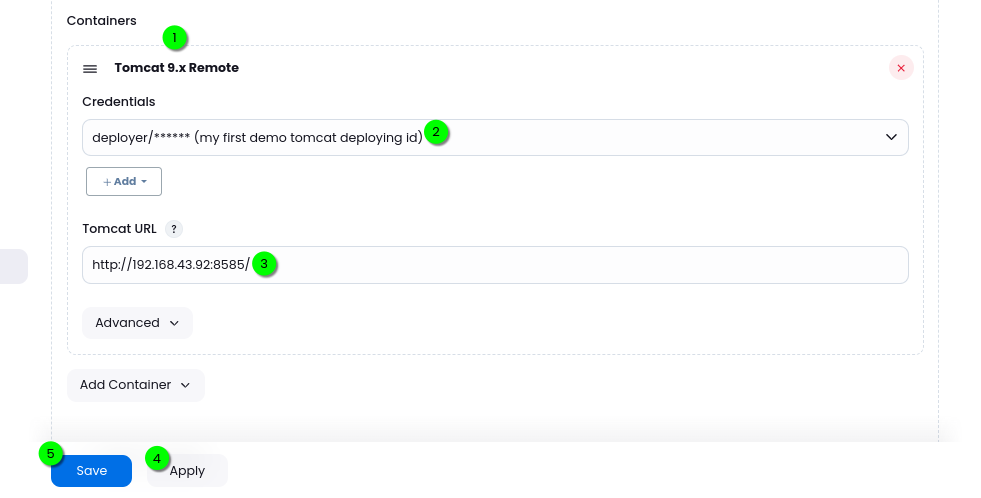 Containers
1
Tomcat 9.x Remote
Credentials
deployer/****** (my first demo tomcat deploying id) 2
+ Add
Tomcat URL ?
http://192.168.43.92:8585/ 3
Advanced
Add Container
5 Save 4 Apply